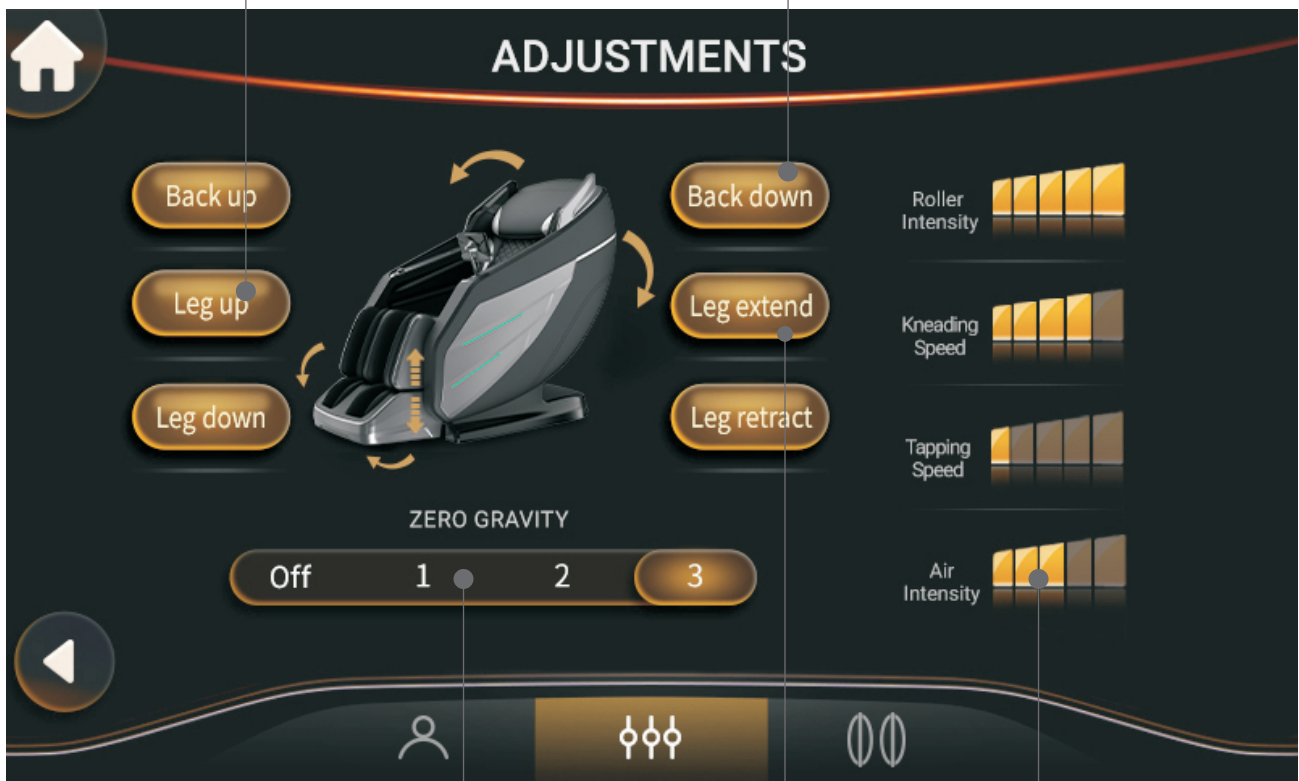 ADJUSTMENTS
Back up
Back down
Roller
Intensity
Leg up
Leg extend
Kneading
Speed
Leg down
Leg retract
Tapping
Speed
ZERO GRAVITY
Off 1 2 3
Air
Intensity